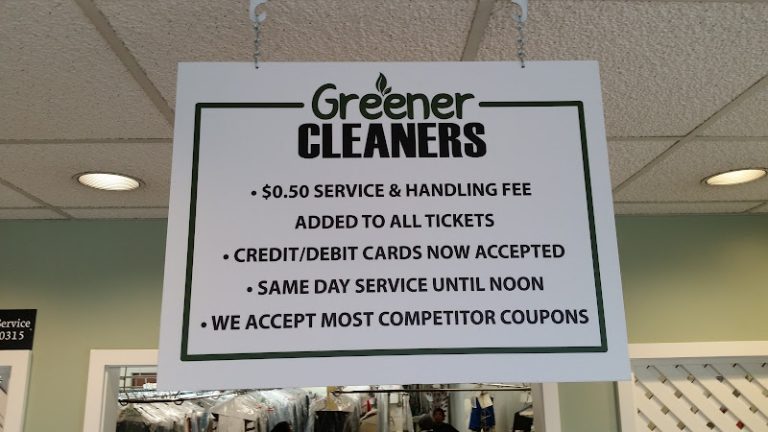 Greener
CLEANERS
• $0.50 SERVICE & HANDLING FEE
ADDED TO ALL TICKETS
• CREDIT/DEBIT CARDS NOW ACCEPTED
• SAME DAY SERVICE UNTIL NOON
• WE ACCEPT MOST COMPETITOR COUPONS
Service
0315